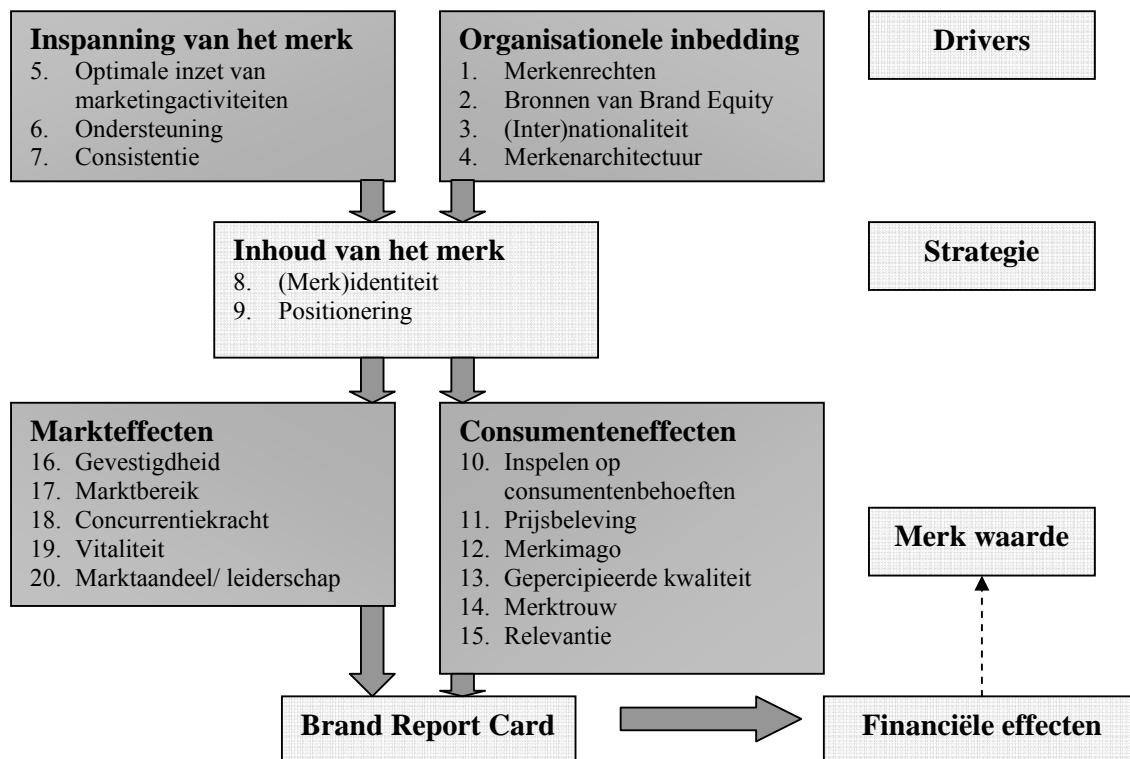 Inspanning van het merk
5. Optimale inzet van
marketingactiviteiten
6. Ondersteuning
7. Consistentie
Organisationele inbedding
1. Merkenrechten
2. Bronnen van Brand Equity
3. (Inter)nationaliteit
4. Merkenarchitectuur
Drivers
Inhoud van het merk
8. (Merk)identiteit
9. Positionering
Strategie
Markteffecten
16. Gevestigdheid
17. Marktbereik
18. Concurrentiekracht
19. Vitaliteit
20. Marktaandeel/ leiderschap
Consumenteneffecten
10. Inspelen op
consumentenbehoeften
11. Prijsbeleving
12. Merkimago
13. Gepercipieerde kwaliteit
14. Merktrouw
15. Relevantie
Merk waarde
Brand Report Card
Financiële effecten